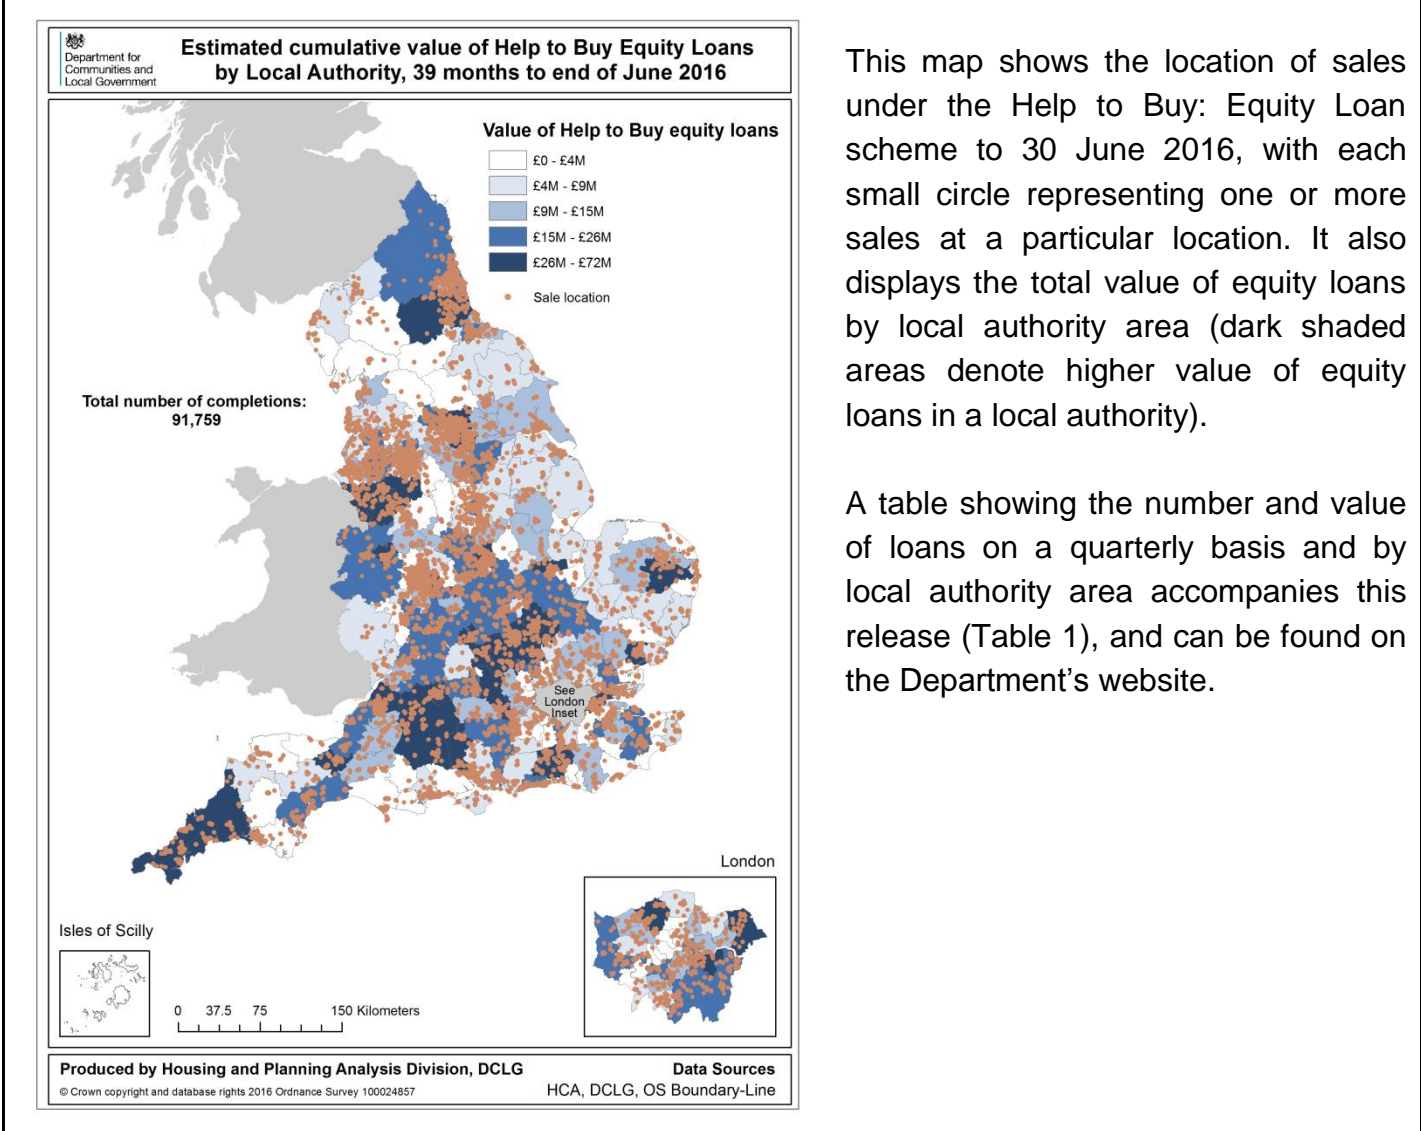 Department for
Communities and
Local Government
Estimated cumulative value of Help to Buy Equity Loans
by Local Authority, 39 months to end of June 2016
Value of Help to Buy equity loans
£0 - £4M
£4M - £9M
£9M - £15M
£15M - £26M
£26M - £72M
Sale location
Total number of completions:
91,759
See
London
Inset
London
Isles of Scilly
0 37.5 75 150 Kilometers
Produced by Housing and Planning Analysis Division, DCLG
© Crown copyright and database rights 2016 Ordnance Survey 100024857
Data Sources
HCA, DCLG, OS Boundary-Line
This map shows the location of sales
under the Help to Buy: Equity Loan
scheme to 30 June 2016, with each
small circle representing one or more
sales at a particular location. It also
displays the total value of equity loans
by local authority area (dark shaded
areas denote higher value of equity
loans in a local authority).
A table showing the number and value
of loans on a quarterly basis and by
local authority area accompanies this
release (Table 1), and can be found on
the Department’s website.